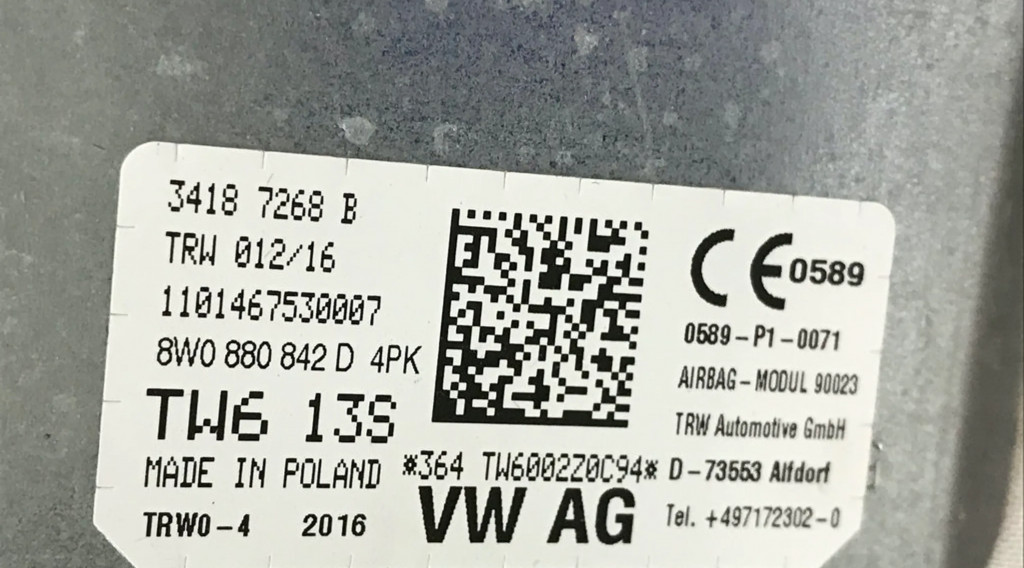 3418 7268 B
TRW 012/16
1101467530007
8W0 880 842 D 4PK
TW6 13S
MADE IN POLAND
*364 TW6002Z0C94*
TRW0-4 2016
VW AG
CE 0589
0589-P1-0071
AIRBAG-MODUL 90023
TRW Automotive GmbH
D-73553 Alfdorf
Tel. +497172302-0